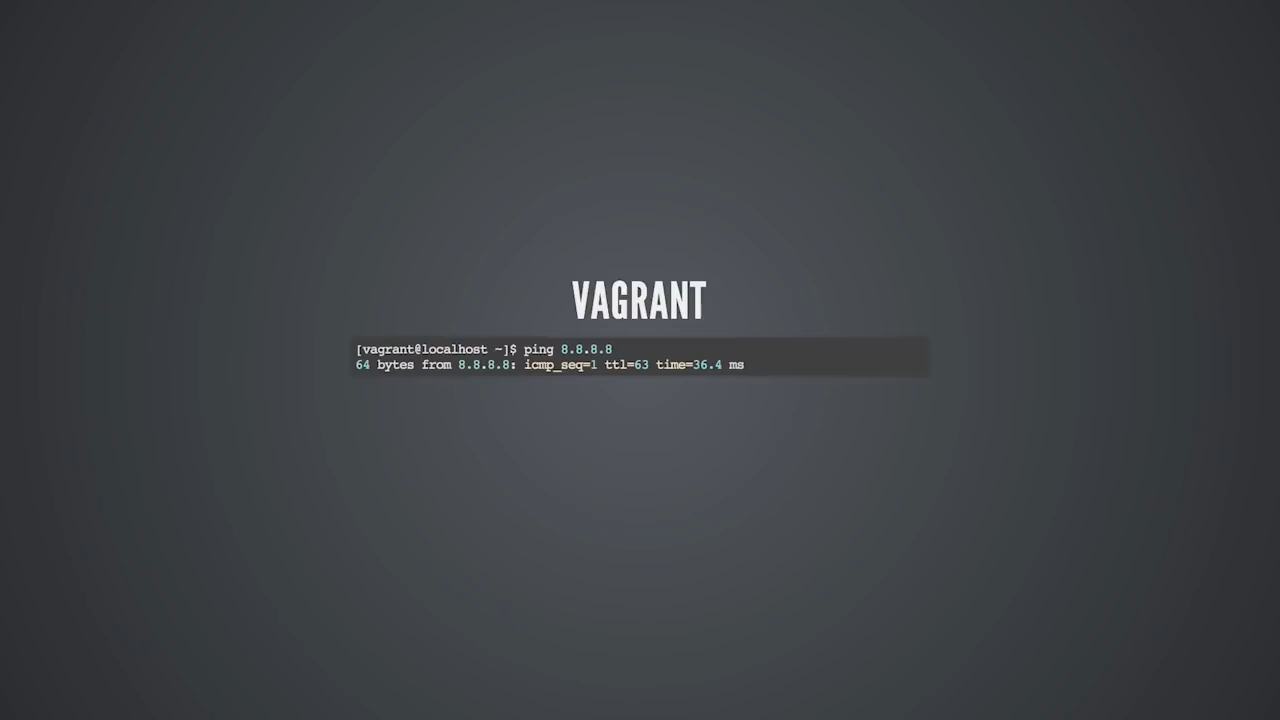 VAGRANT
[vagrant@localhost ~]$ ping 8.8.8.8
64 bytes from 8.8.8.8: icmp_seq=1 ttl=63 time=36.4 ms